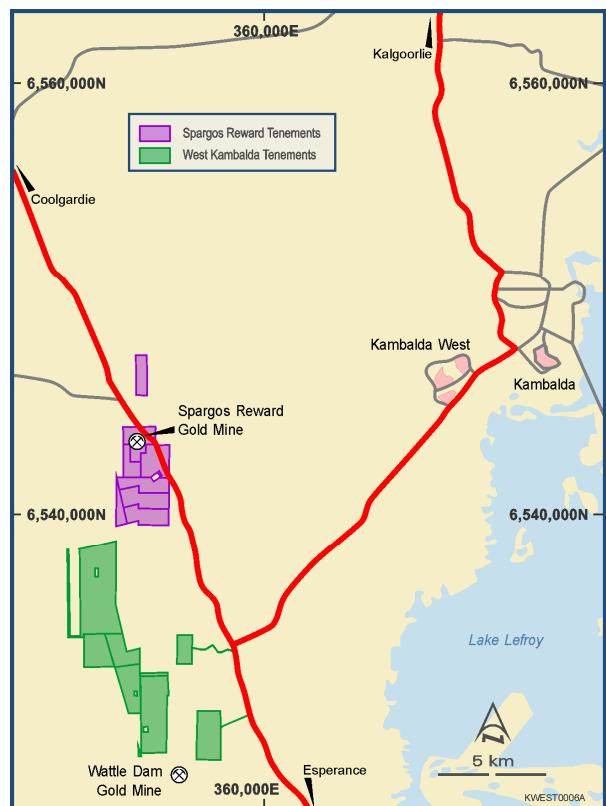 360,000E
Kalgoorlie
6,560,000N
6,560,000N
Spargos Reward Tenements
West Kambalda Tenements
Coolgardie
Kambalda West
Kambalda
Spargos Reward
Gold Mine
6,540,000N
6,540,000N
Lake Lefroy
N
5 km
Wattle Dam
Gold Mine
Esperance
360,000E
KWEST0006A